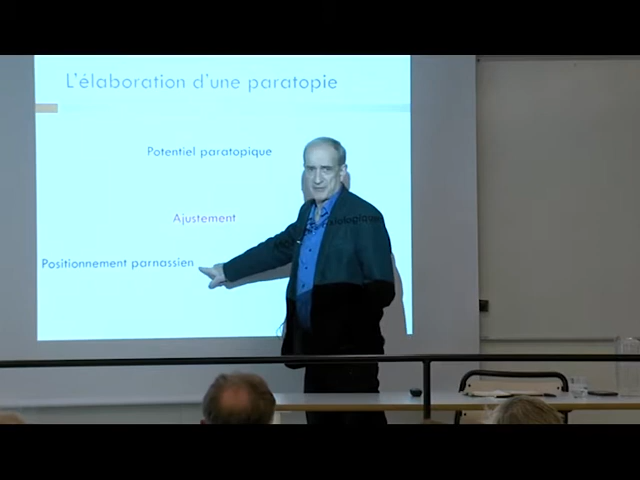 L'élaboration d'une paratopie
Potentiel paratopique
Ajustement
Positionnement parnassien